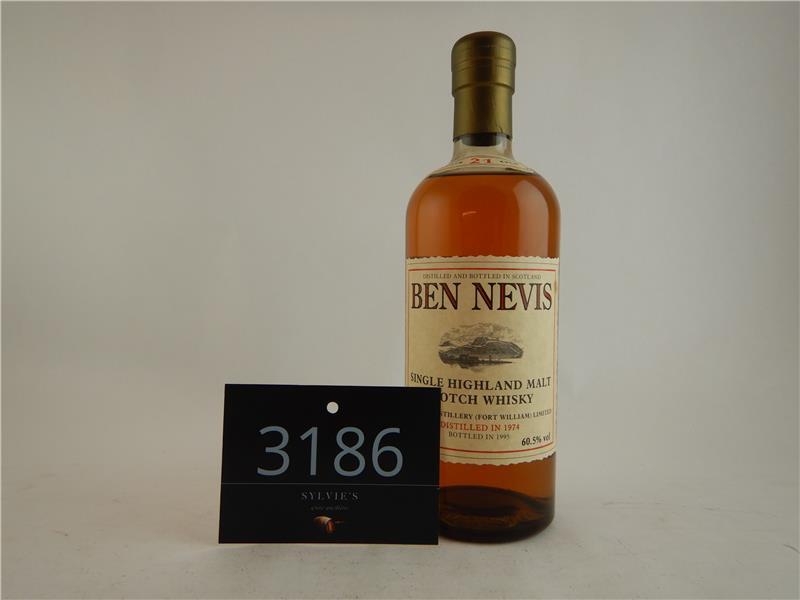 21
DISTILLED AND BOTTLED IN SCOTLAND
BEN NEVIS
SINGLE HIGHLAND MALT
OTCH WHISKY
STILLERY (FORT WILLIAM) LIMITED
DISTILLED IN 1974
BOTTLED IN 1995
60.5% vol
3186
SYLVIE'S